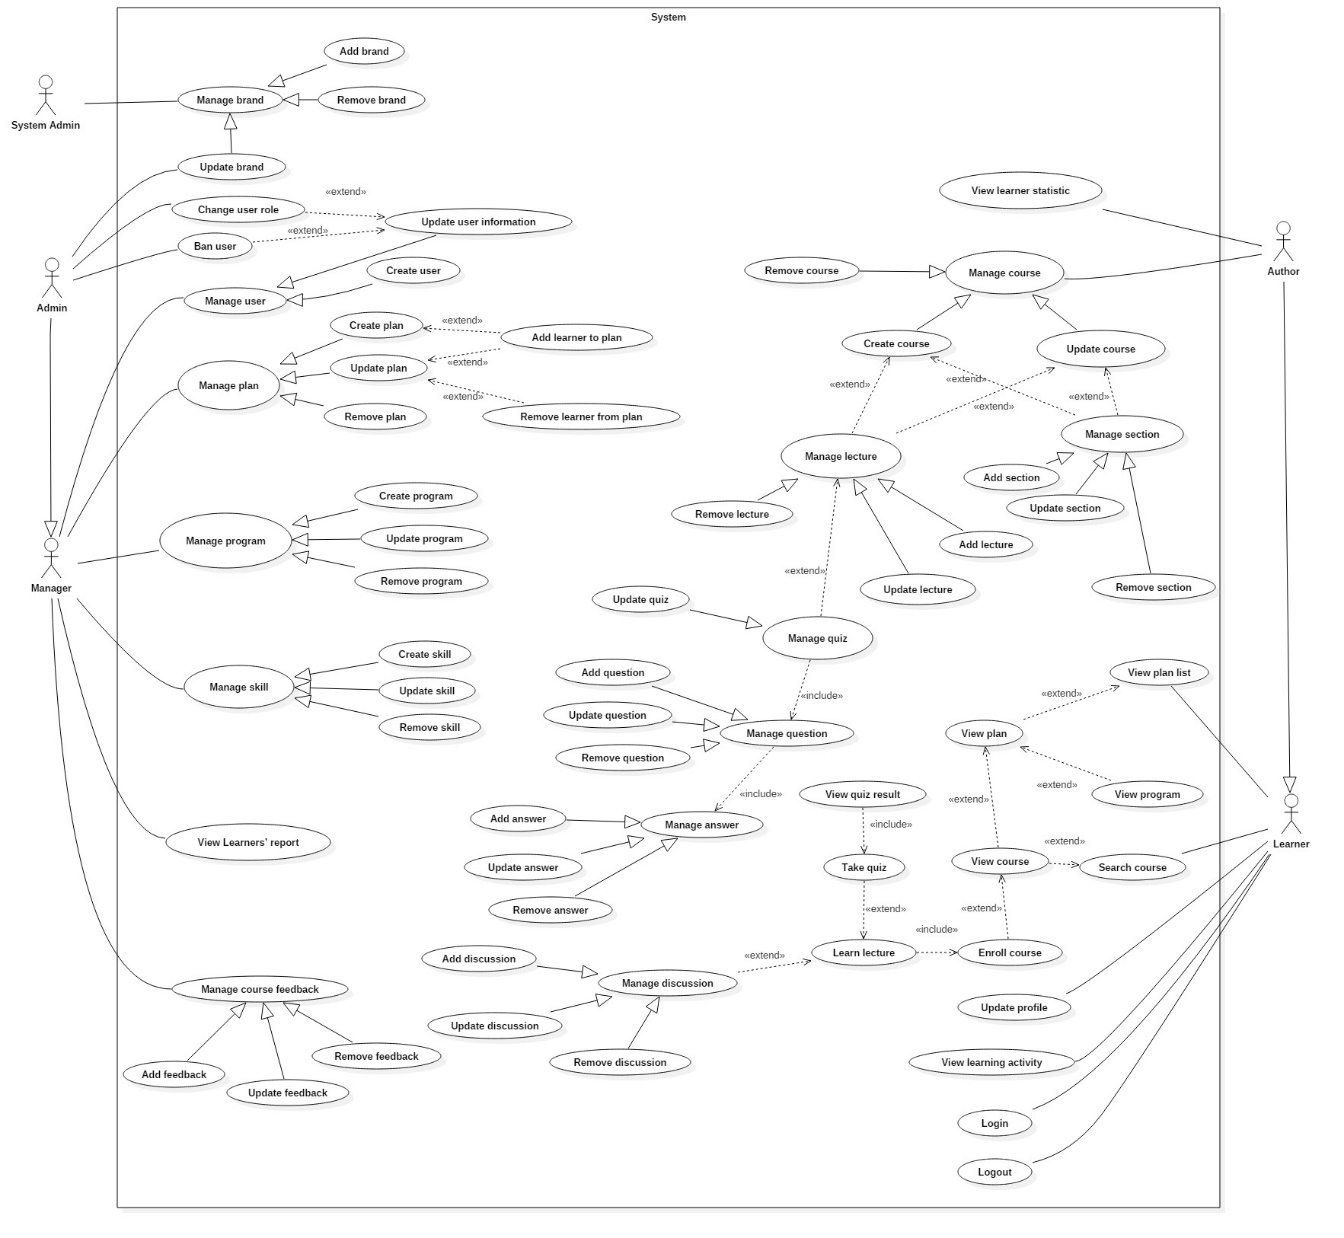 System
Add brand
Manage brand
Remove brand
System Admin
Update brand
«extend»
View learner statistic
Change user role
Update user information
«extend»
Ban user
Create user
Remove course
Manage course
Author
Manage user
Admin
Create plan
«extend»
Add learner to plan
Create course
Update course
Update plan
«extend»
Manage plan
«extend»
«extend»
«extend»
«extend»
«extend»
Remove plan
Remove learner from plan
Manage section
Manage lecture
Add section
Create program
Update section
Remove lecture
Manage program
Update program
Add lecture
«extend»
Remove program
Manager
Update lecture
Remove section
Update quiz
Manage quiz
Create skill
Add question
View plan list
Manage skill
Update skill
«include»
«extend»
Update question
Remove skill
Manage question
View plan
Remove question
«extend»
«include»
View quiz result
«extend»
View program
Add answer
Manage answer
«include»
View Learners' report
«extend»
Learner
View course
Search course
Update answer
Take quiz
Remove answer
«extend»
«extend»
«include»
Add discussion
«extend»
Learn lecture
Enroll course
Manage course feedback
Manage discussion
Update profile
Update discussion
Remove feedback
Remove discussion
View learning activity
Add feedback
Update feedback
Login
Logout